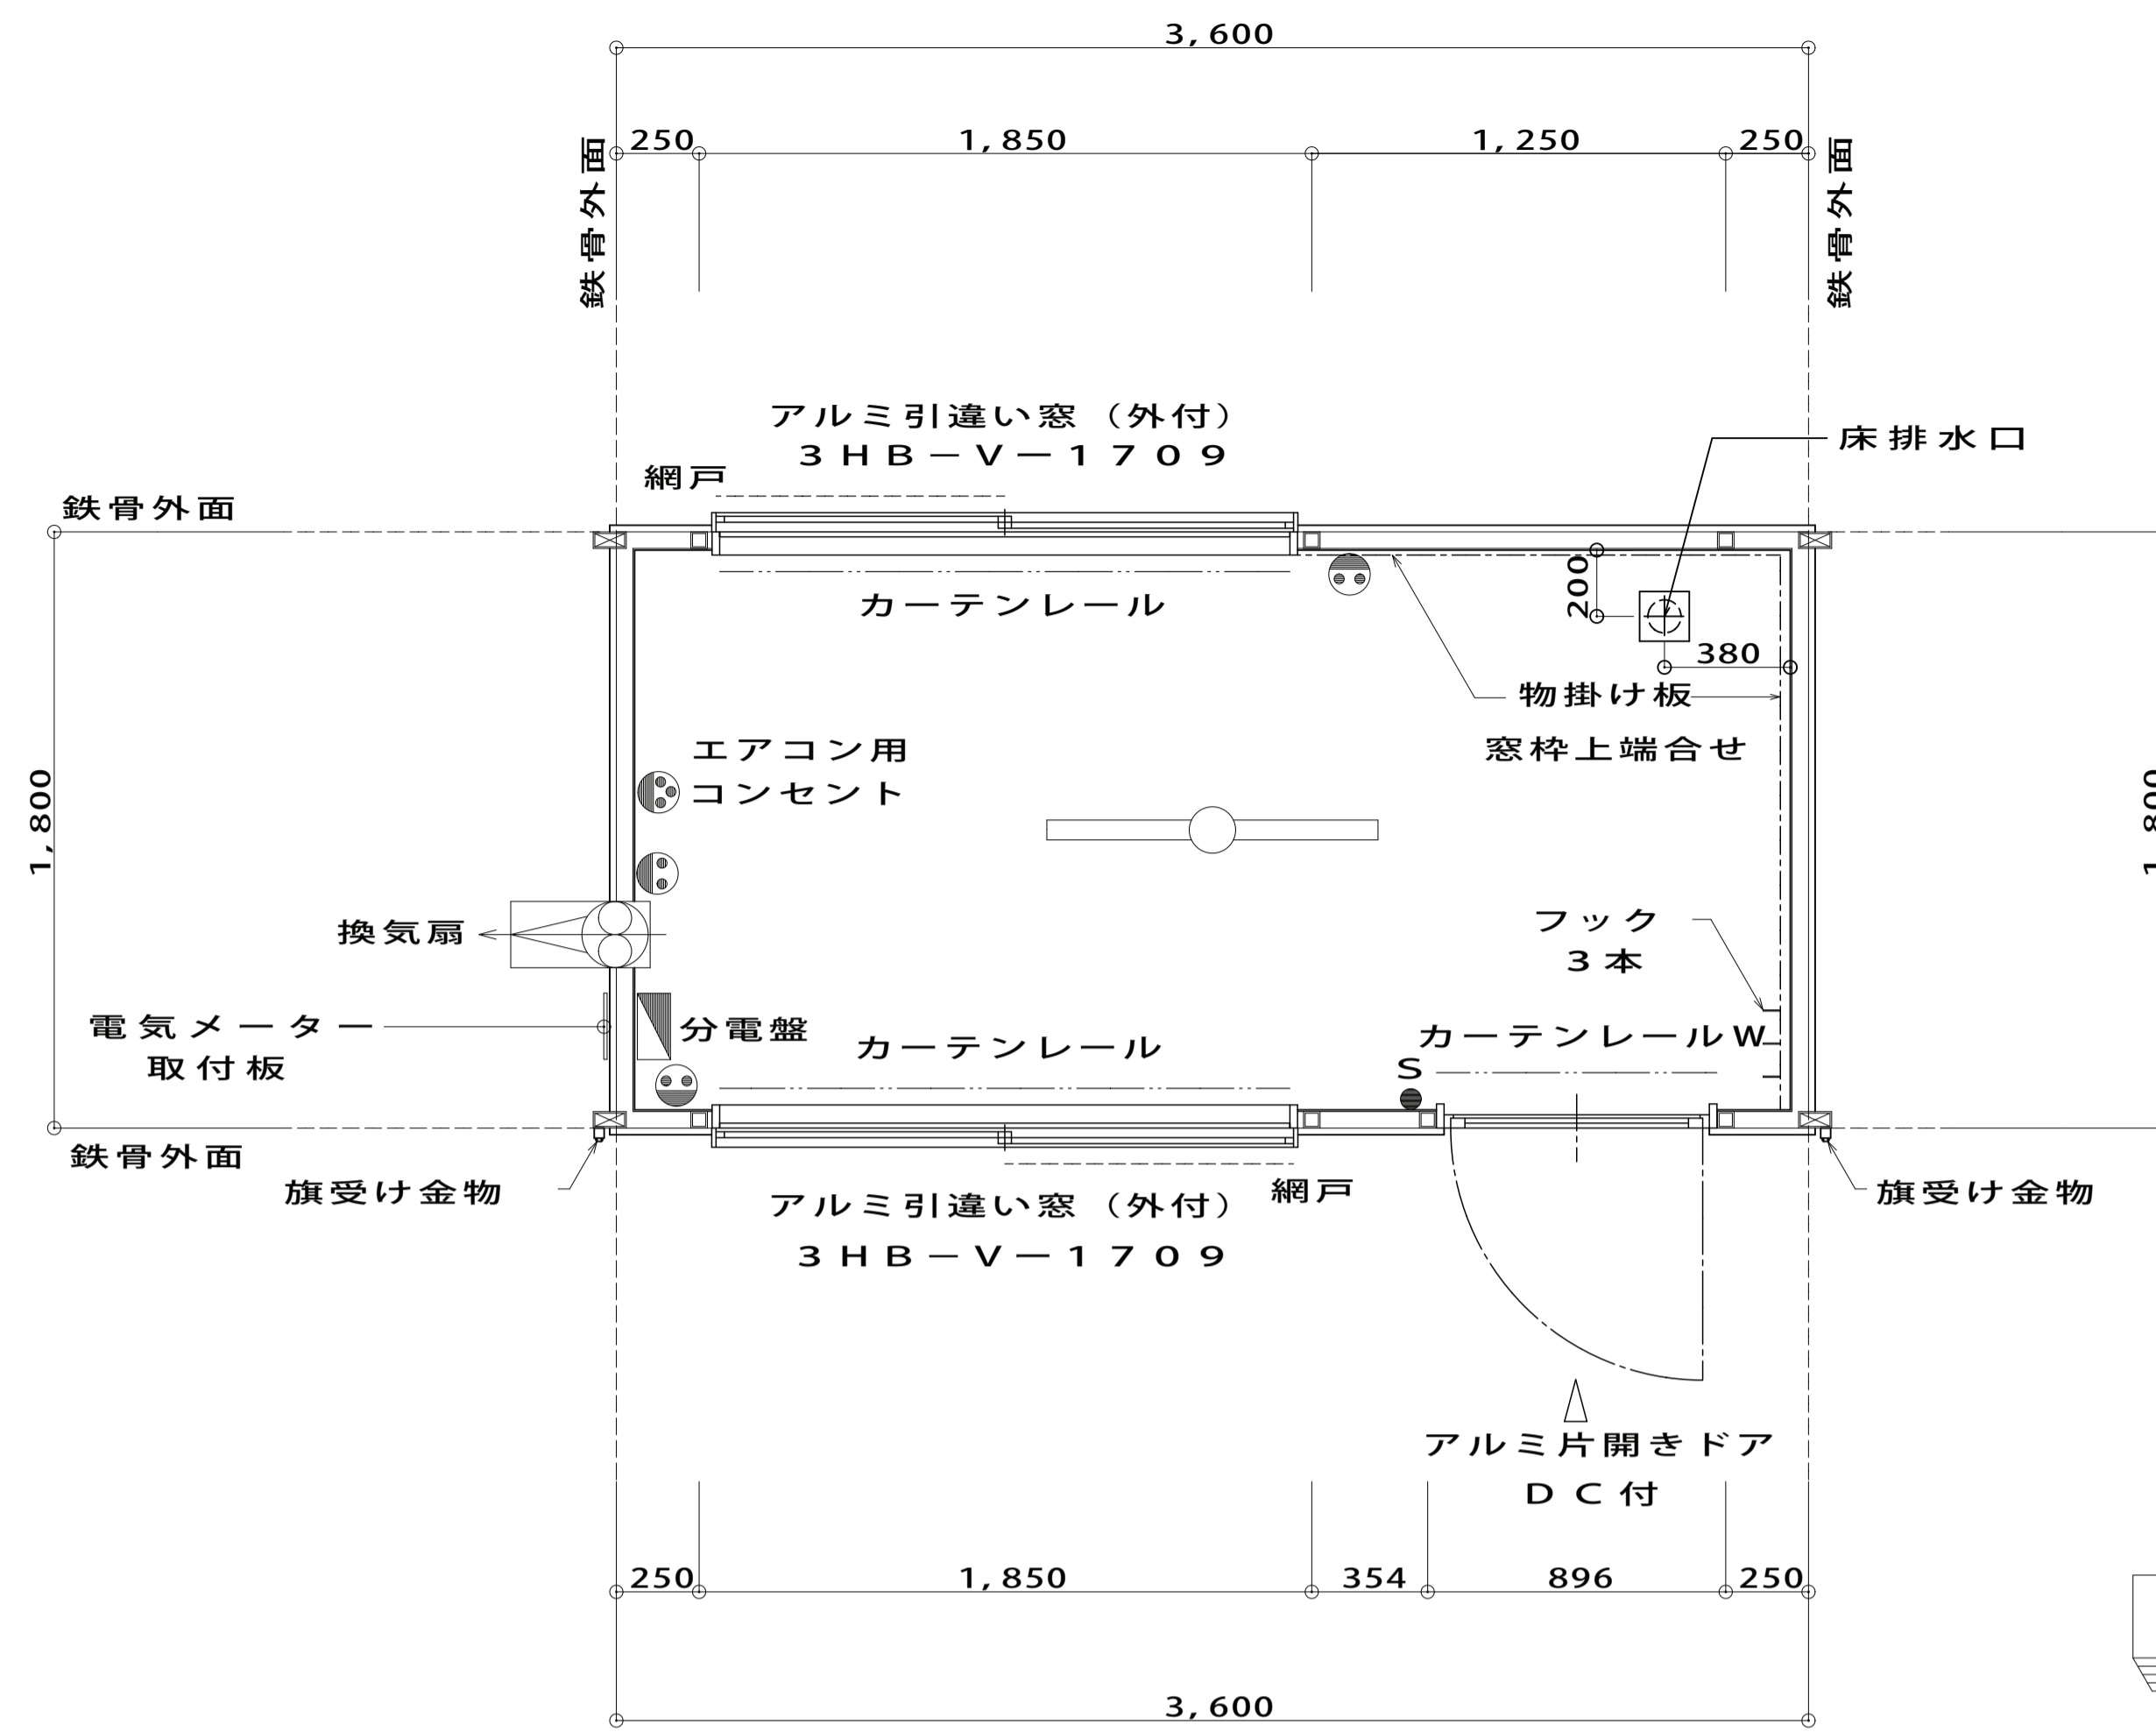 3,600
250
1,850
1,250
250
鉄骨外面
鉄骨外面
アルミ引違い窓（外付）
３ＨＢ－Ｖ－１７０９
網戸
床排水口
鉄骨外面
カーテンレール
200
380
物掛け板
窓枠上端合せ
エアコン用
コンセント
1,800
1,800
換気扇
フック
３本
電気メーター
取付板
分電盤
カーテンレール
カーテンレールW
S
鉄骨外面
旗受け金物
旗受け金物
アルミ引違い窓（外付）
網戸
３ＨＢ－Ｖ－１７０９
アルミ片開きドア
ＤＣ付
250
1,850
354
896
250
3,600